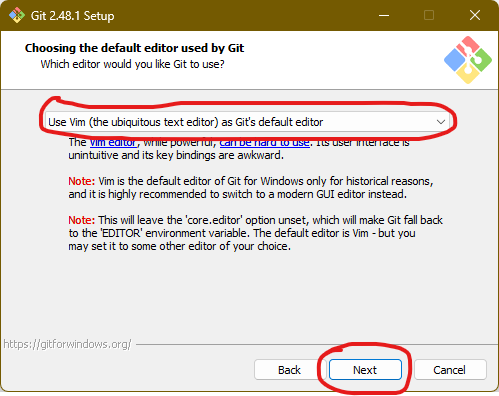 Git 2.48.1 Setup
Choosing the default editor used by Git
Which editor would you like Git to use?
Use Vim (the ubiquitous text editor) as Git's default editor
The Vim editor, while powerful, can be hard to use. Its user interface is
unintuitive and its key bindings are awkward.
Note: Vim is the default editor of Git for Windows only for historical reasons,
and it is highly recommended to switch to a modern GUI editor instead.
Note: This will leave the 'core.editor' option unset, which will make Git fall back
to the 'EDITOR' environment variable. The default editor is Vim - but you
may set it to some other editor of your choice.
https://gitforwindows.org/
Back
Next
Cancel